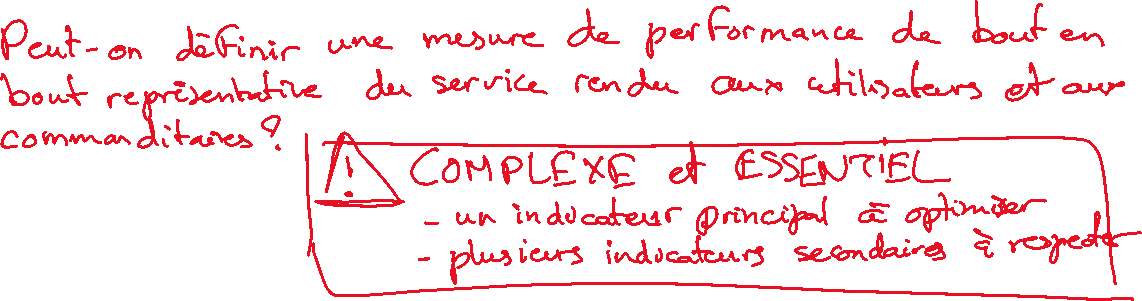 Peut-on définir une mesure de performance de bout en
bout représentative du service rendu aux utilisateurs et aux
commanditaires ?
! COMPLEXE et ESSENTIEL
- un indicateur principal à optimiser
- plusieurs indicateurs secondaires à respecter